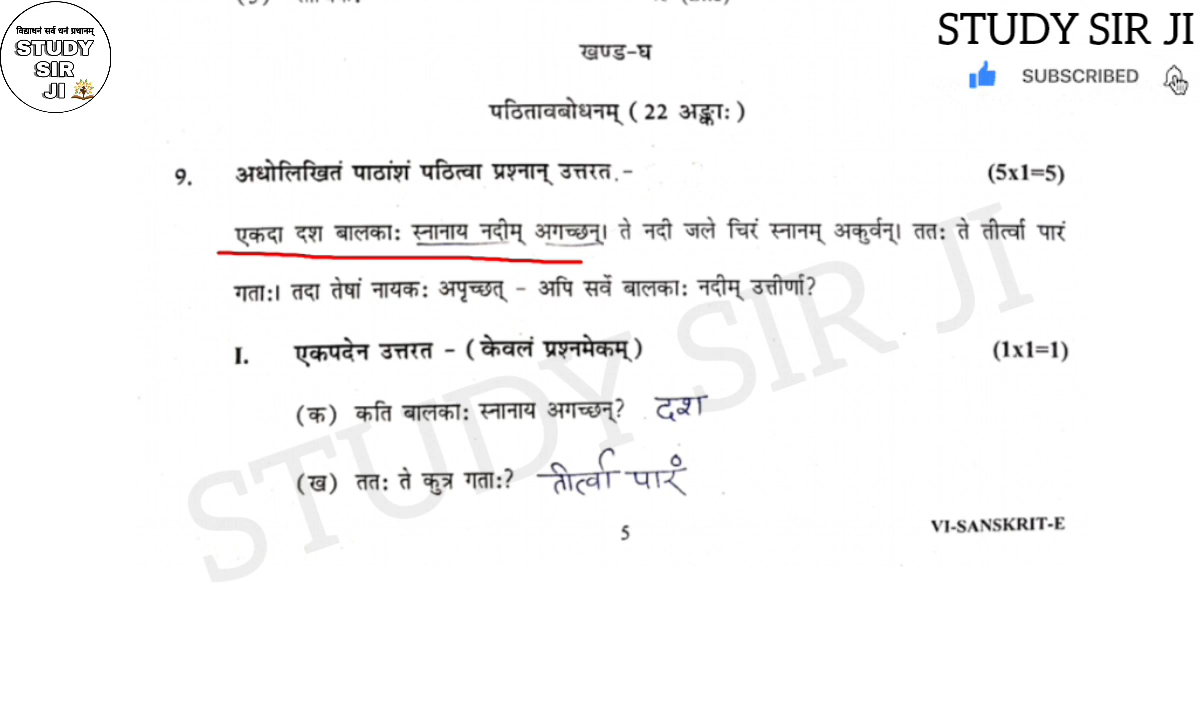 विद्याधनं सर्व धनं प्रधानम्
STUDY
SIR
JI
STUDY SIR JI
SUBSCRIBED
खण्ड-घ
पठितावबोधनम् ( 22 अङ्काः )
9. अधोलिखितं पाठांशं पठित्वा प्रश्नान् उत्तरत.- (5x1=5)
एकदा दश बालकाः स्नानाय नदीम् अगच्छन्। ते नदी जले चिरं स्नानम् अकुर्वन्। ततः ते तीर्त्वा पारं
गताः। तदा तेषां नायकः अपृच्छत् - अपि सर्वे बालकाः नदीम् उत्तीर्णा?
I. एकपदेन उत्तरत - ( केवलं प्रश्नमेकम् ) (1x1=1)
(क) कति बालकाः स्नानाय अगच्छन्? दश
(ख) ततः ते कुत्र गताः? तीर्त्वा पारं
5 VI-SANSKRIT-E
STUDY SIR JI